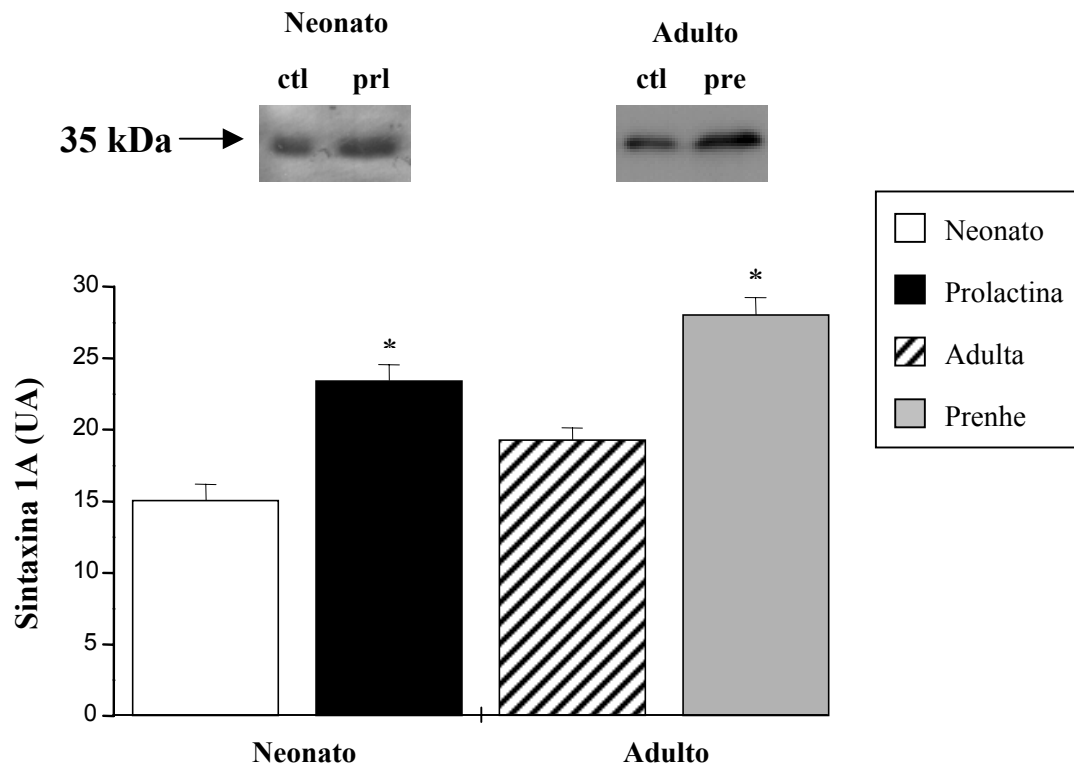 Neonato
Adulto
ctl prl
ctl pre
35 kDa
Neonato
Prolactina
Adulta
Prenhe
Sintaxina 1A (UA)
30
25
20
15
10
5
0
*
*
Neonato
Adulto